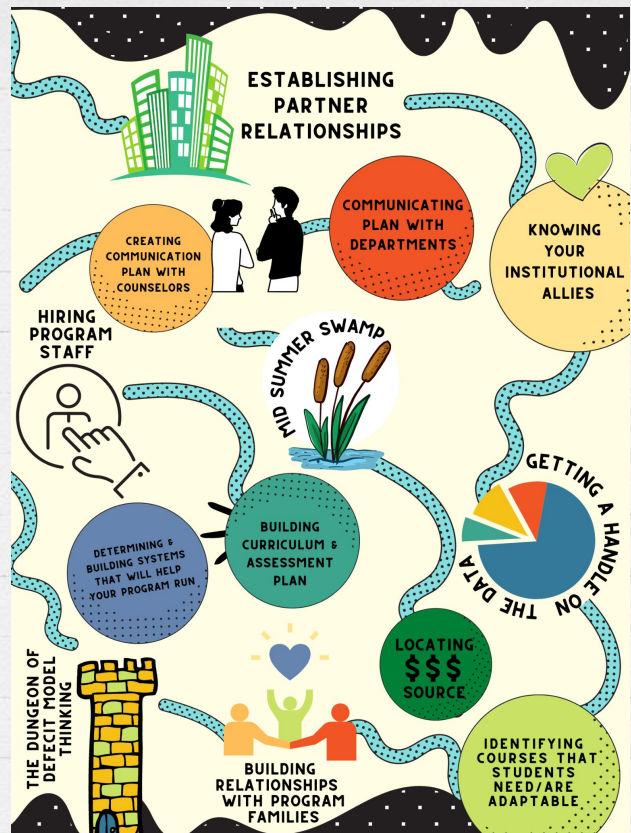 ESTABLISHING
PARTNER
RELATIONSHIPS
COMMUNICATING
PLAN WITH
DEPARTMENTS
KNOWING
YOUR
INSTITUTIONAL
ALLIES
CREATING
COMMUNICATION
PLAN WITH
COUNSELORS
HIRING
PROGRAM
STAFF
MID SUMMER SWAMP
GETTING A HANDLE ON THE DATA
BUILDING
CURRICULUM &
ASSESSMENT
PLAN
DETERMINING &
BUILDING SYSTEMS
THAT WILL HELP
YOUR PROGRAM RUN
LOCATING
$$$
SOURCE
THE DUNGEON OF
DEFECIT MODEL
THINKING
BUILDING
RELATIONSHIPS
WITH PROGRAM
FAMILIES
IDENTIFYING
COURSES THAT
STUDENTS
NEED/ARE
ADAPTABLE